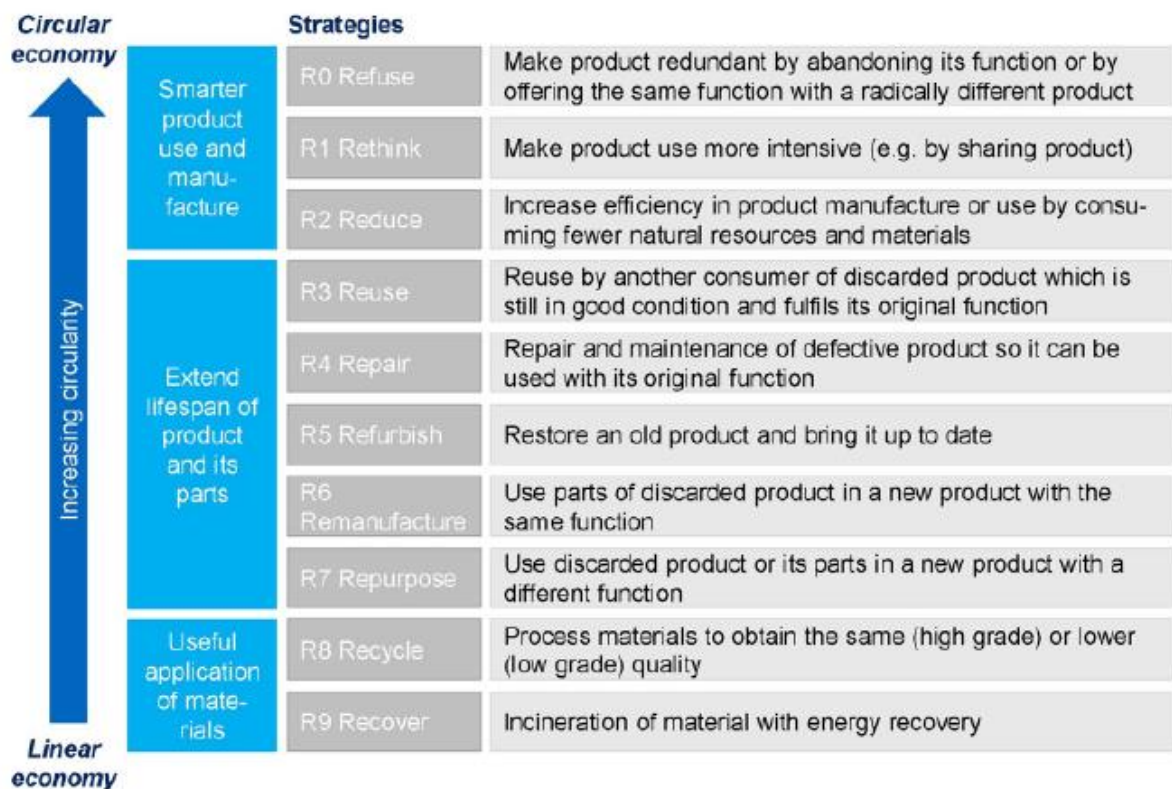 Circular
economy
Strategies
Increasing circularity
Linear
economy
Smarter
product
use and
manu-
facture
R0 Refuse
Make product redundant by abandoning its function or by
offering the same function with a radically different product
R1 Rethink
Make product use more intensive (e.g. by sharing product)
R2 Reduce
Increase efficiency in product manufacture or use by consu-
ming fewer natural resources and materials
Extend
lifespan of
product
and its
parts
R3 Reuse
Reuse by another consumer of discarded product which is
still in good condition and fulfils its original function
R4 Repair
Repair and maintenance of defective product so it can be
used with its original function
R5 Refurbish
Restore an old product and bring it up to date
R6
Remanufacture
Use parts of discarded product in a new product with the
same function
R7 Repurpose
Use discarded product or its parts in a new product with a
different function
Useful
application
of mate-
rials
R8 Recycle
Process materials to obtain the same (high grade) or lower
(low grade) quality
R9 Recover
Incineration of material with energy recovery